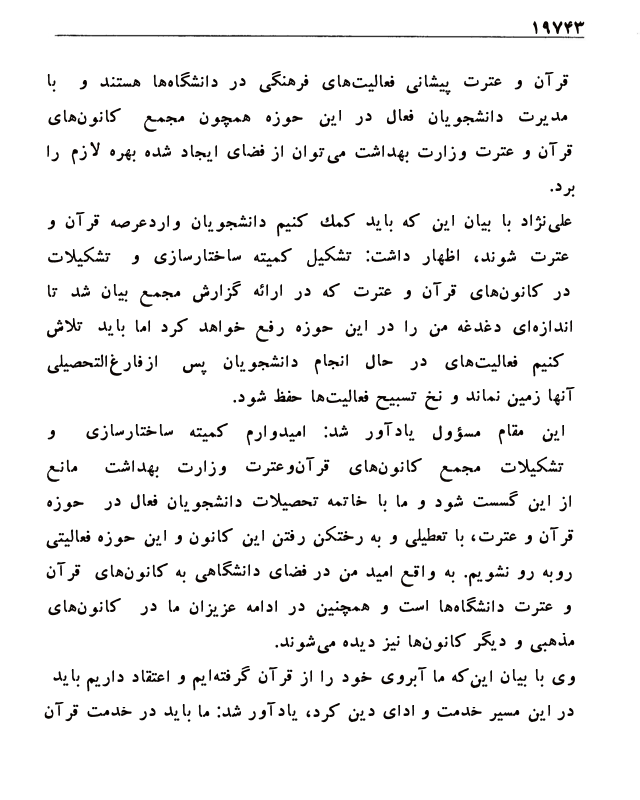 ۱۹۷۴۳
قرآن و عترت پیشانی فعالیت‌های فرهنگی در دانشگاه‌ها هستند و با
مدیرت دانشجویان فعال در این حوزه همچون مجمع کانون‌های
قرآن و عترت وزارت بهداشت می‌توان از فضای ایجاد شده بهره لازم را
برد.
علی‌نژاد با بیان این که باید کمك کنیم دانشجویان واردعرصه قرآن و
عترت شوند، اظهار داشت: تشکیل کمیته ساختارسازی و تشکیلات
در کانون‌های قرآن و عترت که در ارائه گزارش مجمع بیان شد تا
اندازه‌ای دغدغه من را در این حوزه رفع خواهد کرد اما باید تلاش
کنیم فعالیت‌های در حال انجام دانشجویان پس ازفارغ‌التحصیلی
آنها زمین نماند و نخ تسبیح فعالیت‌ها حفظ شود.
این مقام مسؤول یادآور شد: امیدوارم کمیته ساختارسازی و
تشکیلات مجمع کانون‌های قرآن‌وعترت وزارت بهداشت مانع
از این گسست شود و ما با خاتمه تحصیلات دانشجویان فعال در حوزه
قرآن و عترت، با تعطیلی و به رختکن رفتن این کانون و این حوزه فعالیتی
روبه رو نشویم. به واقع امید من در فضای دانشگاهی به کانون‌های قرآن
و عترت دانشگاه‌ها است و همچنین در ادامه عزیزان ما در کانون‌های
مذهبی و دیگر کانون‌ها نیز دیده می‌شوند.
وی با بیان این‌که ما آبروی خود را از قرآن گرفته‌ایم و اعتقاد داریم باید
در این مسیر خدمت و ادای دین کرد، یادآور شد: ما باید در خدمت قرآن